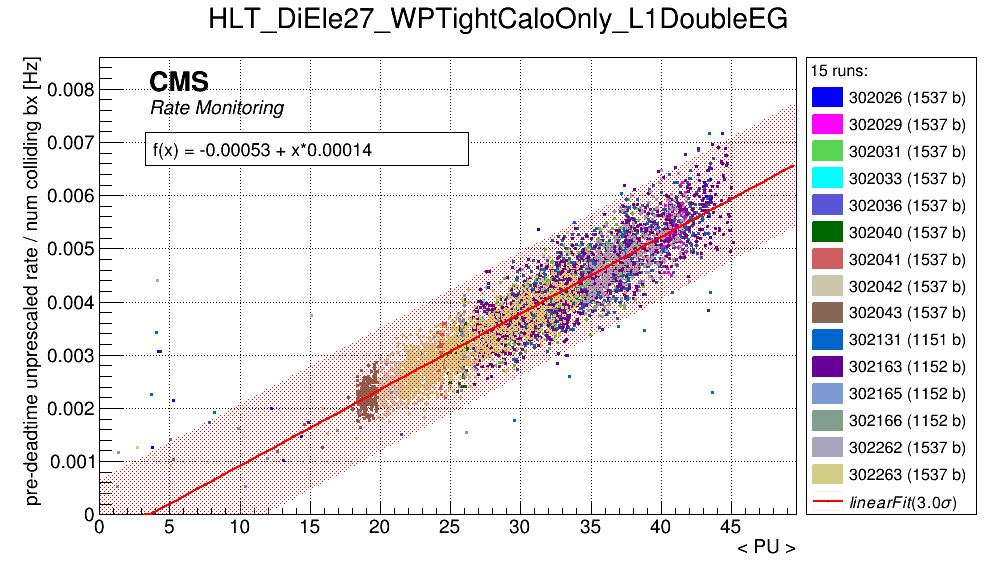 HLT_DiEle27_WPTightCaloOnly_L1DoubleEG
pre-deadtime unprescaled rate / num colliding bx [Hz]
CMS
Rate Monitoring
f(x) = -0.00053 + x*0.00014
0.008
0.007
0.006
0.005
0.004
0.003
0.002
0.001
0
0 5 10 15 20 25 30 35 40 45
< PU >
15 runs:
302026 (1537 b)
302029 (1537 b)
302031 (1537 b)
302033 (1537 b)
302036 (1537 b)
302040 (1537 b)
302041 (1537 b)
302042 (1537 b)
302043 (1537 b)
302131 (1151 b)
302163 (1152 b)
302165 (1152 b)
302166 (1152 b)
302262 (1537 b)
302263 (1537 b)
linearFit(3.0σ)